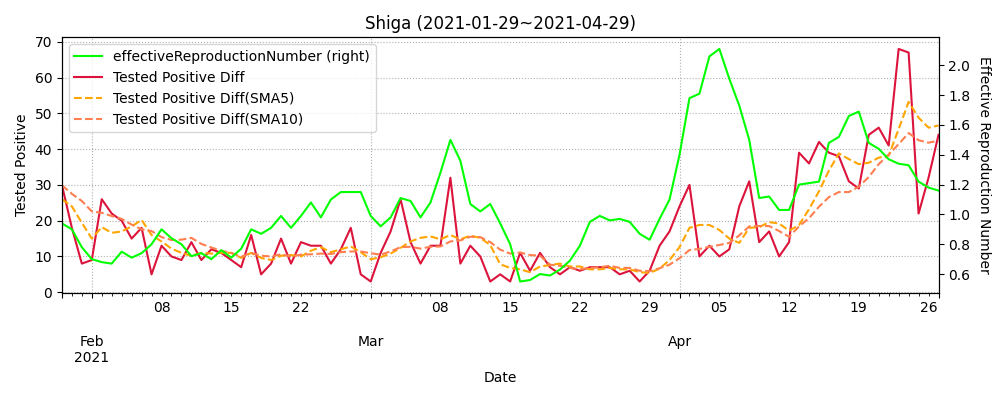 Shiga (2021-01-29~2021-04-29)
effectiveReproductionNumber (right)
Tested Positive Diff
Tested Positive Diff(SMA5)
Tested Positive Diff(SMA10)
Tested Positive
70
60
50
40
30
20
10
0
2.0
1.8
1.6
1.4
1.2
1.0
0.8
0.6
Effective Reproduction Number
08 15 22 08 15 22 29 05 12 19 26
Feb Mar Apr
2021
Date